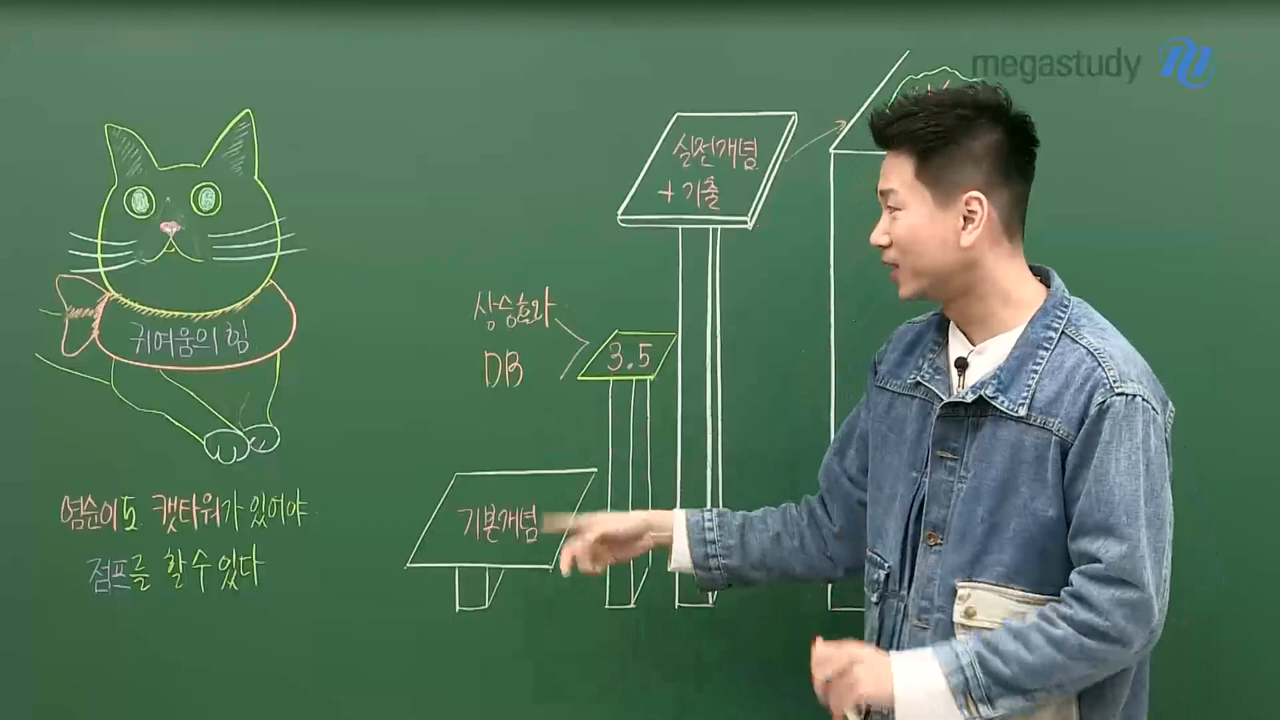 megastudy
귀여움의 힘
염순이도 캣타워가 있어야
점프를 할 수 있다
상승효과
DB
3.5
기본개념
실전개념
+ 기출